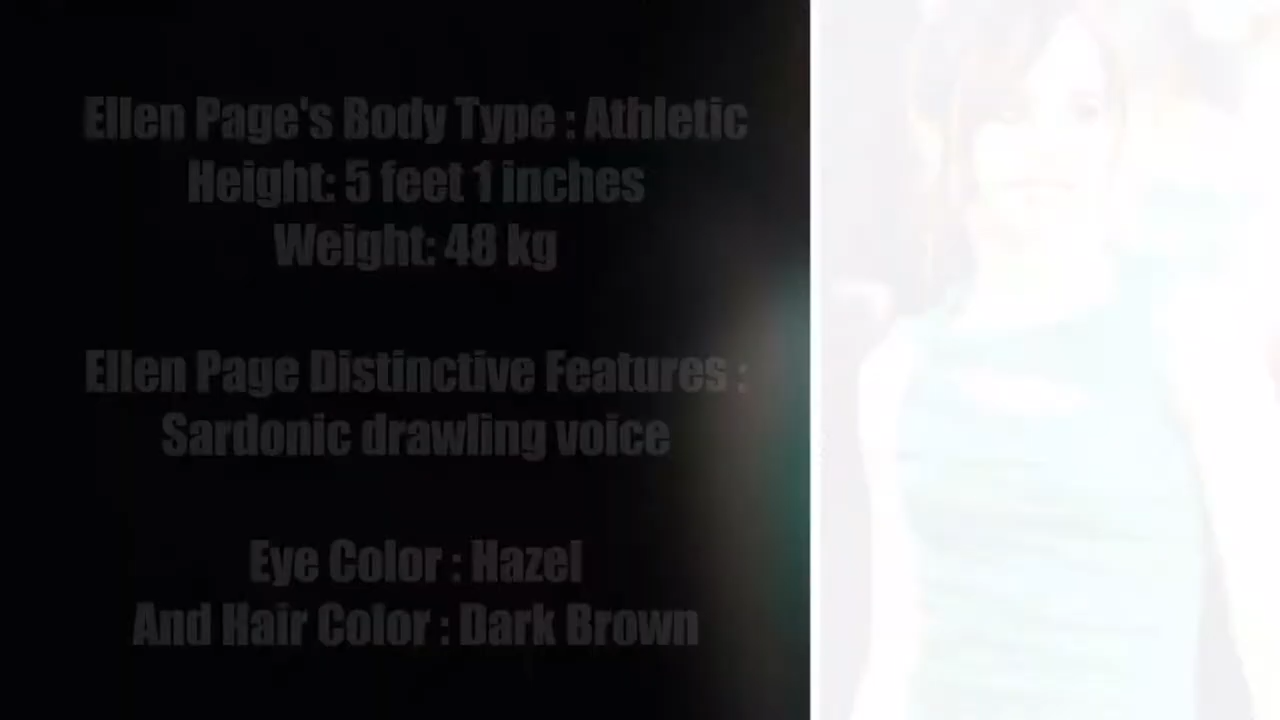 Ellen Page's Body Type : Athletic
Height: 5 feet 1 inches
Weight: 48 kg
Ellen Page Distinctive Features :
Sardonic drawling voice
Eye Color : Hazel
And Hair Color : Dark Brown